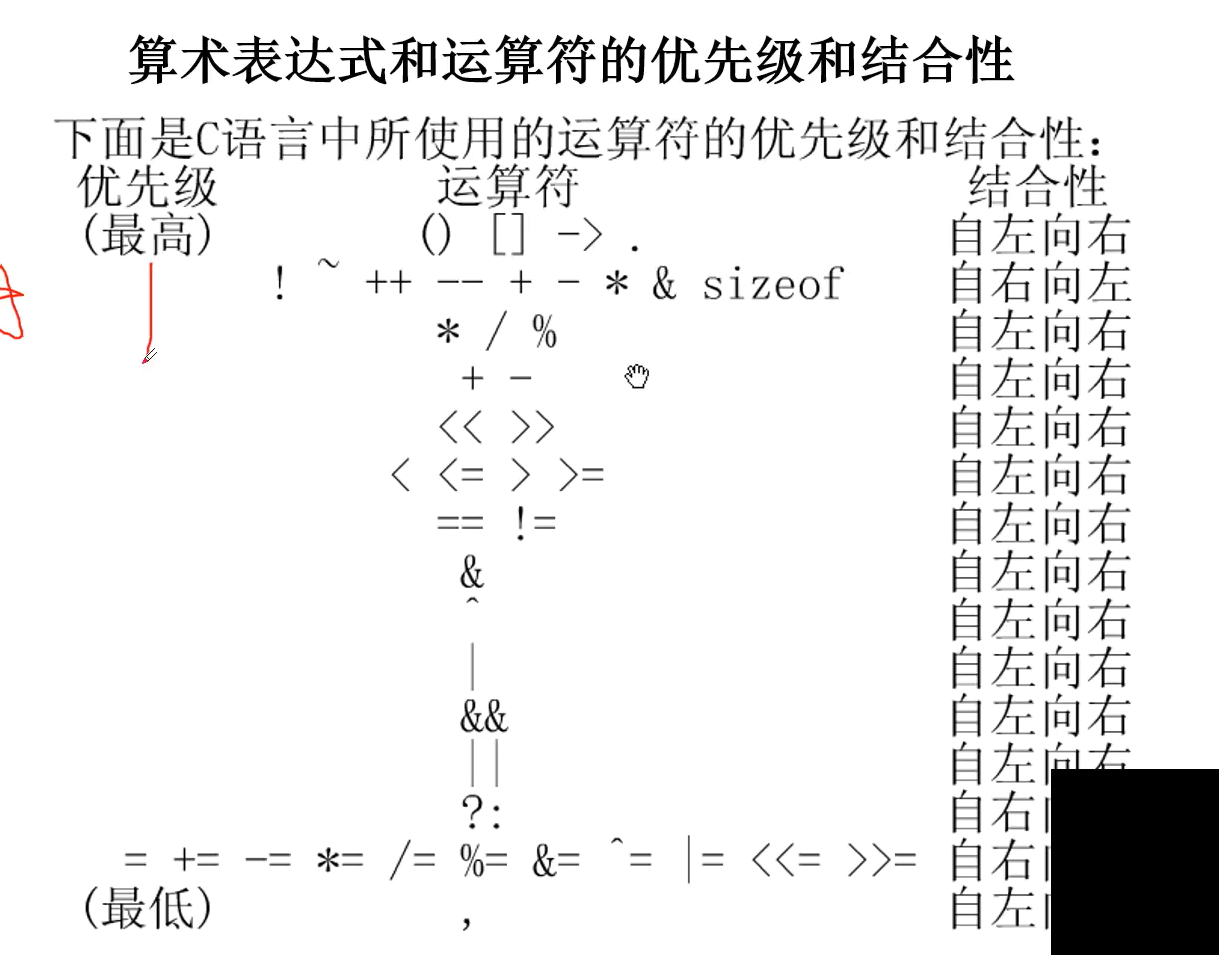 算术表达式和运算符的优先级和结合性
下面是C语言中所使用的运算符的优先级和结合性：
优先级 运算符 结合性
(最高) () [] -> . 自左向右
! ~ ++ -- + - * & sizeof 自右向左
* / % 自左向右
+ - 自左向右
<< >> 自左向右
< <= > >= 自左向右
== != 自左向右
& 自左向右
^ 自左向右
| 自左向右
&& 自左向右
|| 自左向右
?: 自右向
= += -= *= /= %= &= ^= |= <<= >>= 自右向
(最低) , 自左向